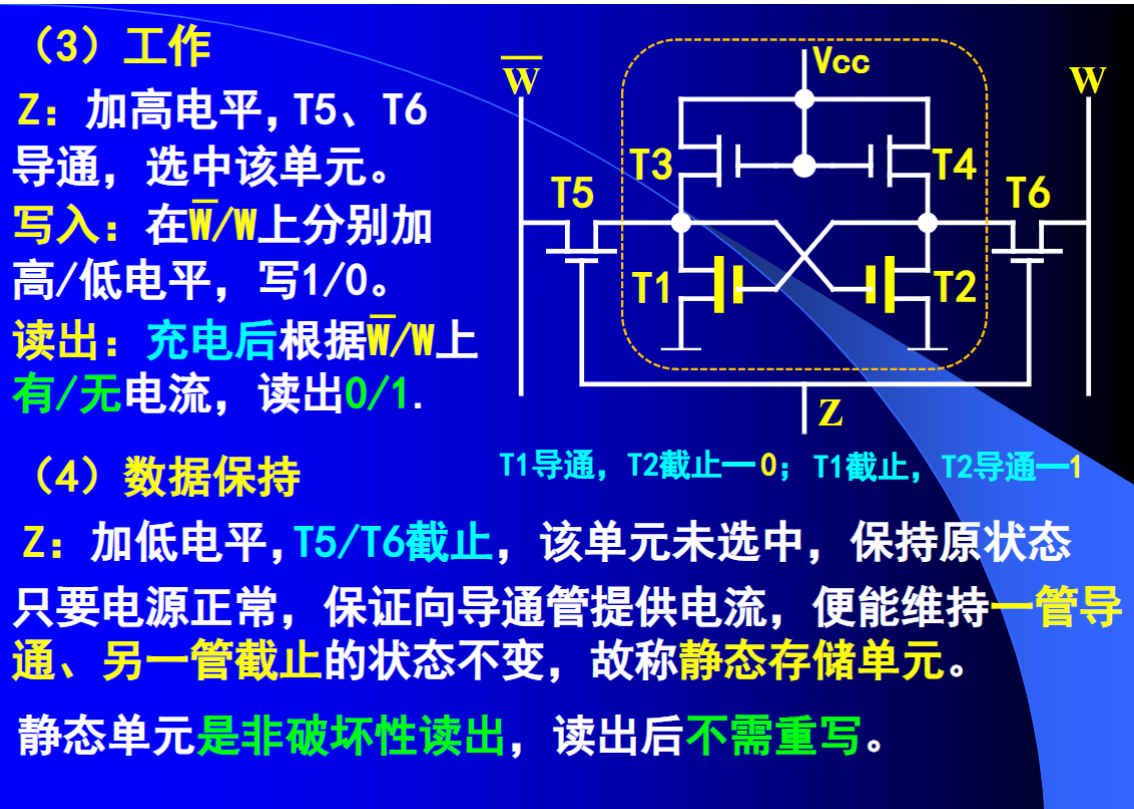 （3）工作
Z：加高电平,T5、T6
导通，选中该单元。
写入：在W̅/W上分别加
高/低电平，写1/0。
读出：充电后根据W̅/W上
有/无电流，读出0/1.
W̅
Vcc
W
T3
T4
T5
T6
T1
T2
Z
T1导通，T2截止—0；T1截止，T2导通—1
（4）数据保持
Z：加低电平,T5/T6截止，该单元未选中，保持原状态
只要电源正常，保证向导通管提供电流，便能维持一管导
通、另一管截止的状态不变，故称静态存储单元。
静态单元是非破坏性读出，读出后不需重写。